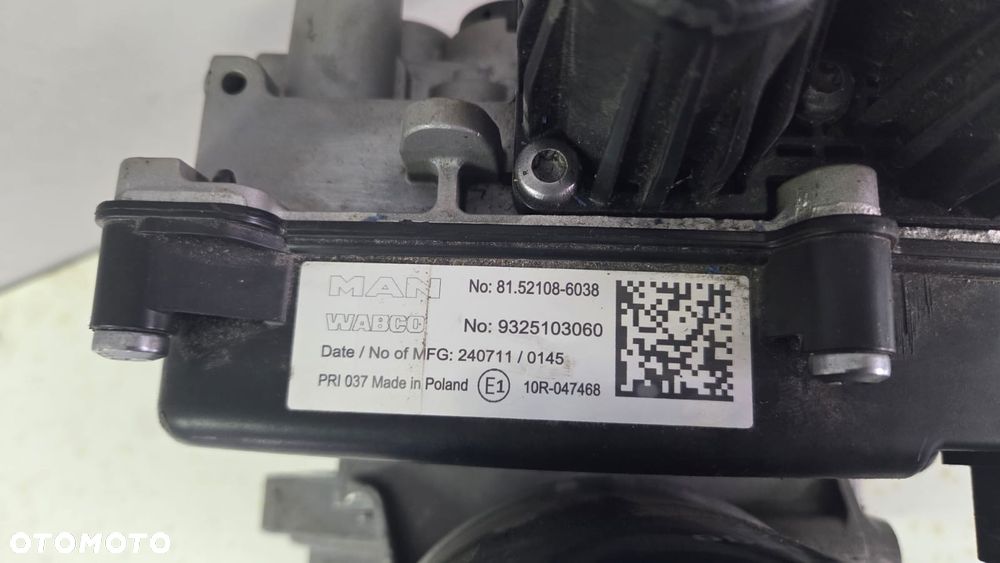 MAN No: 81.52108-6038
WABCO No: 9325103060
Date / No of MFG: 240711 / 0145
PRI 037 Made in Poland E1 10R-047468
OTOMOTO